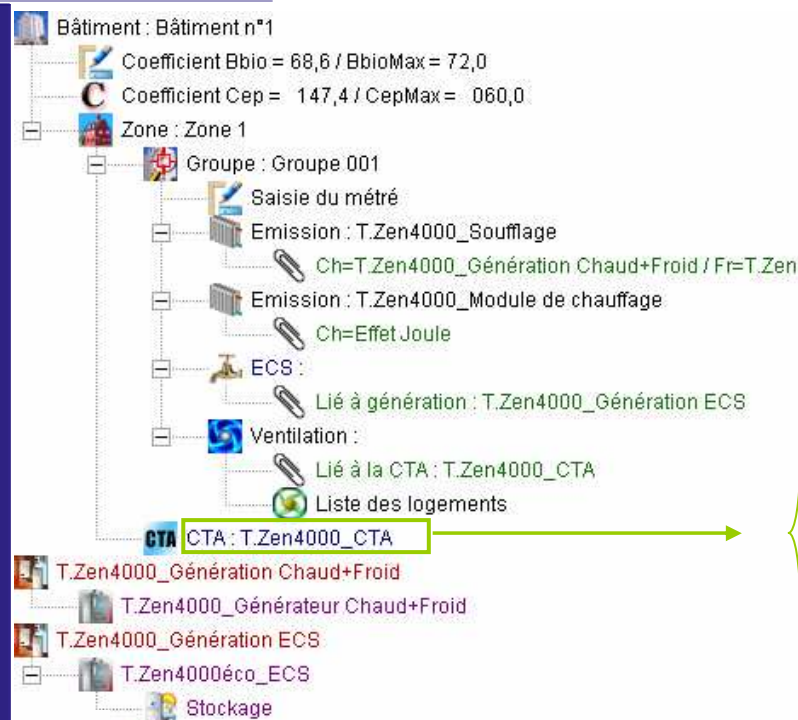 Bâtiment : Bâtiment n°1
Coefficient Bbio = 68,6 / BbioMax = 72,0
C Coefficient Cep = 147,4 / CepMax = 060,0
Zone : Zone 1
Groupe : Groupe 001
Saisie du métré
Emission : T.Zen4000_Soufflage
Ch=T.Zen4000_Génération Chaud+Froid / Fr=T.Zen
Emission : T.Zen4000_Module de chauffage
Ch=Effet Joule
ECS :
Lié à génération : T.Zen4000_Génération ECS
Ventilation :
Lié à la CTA : T.Zen4000_CTA
Liste des logements
CTA CTA : T.Zen4000_CTA
T.Zen4000_Génération Chaud+Froid
T.Zen4000_Générateur Chaud+Froid
T.Zen4000_Génération ECS
T.Zen4000éco_ECS
Stockage